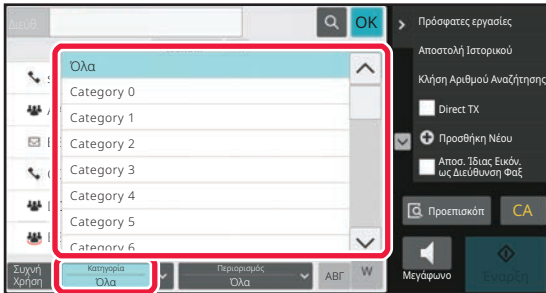 Διεύθ.
OK
Όλα
Category 0
Category 1
Category 2
Category 3
Category 4
Category 5
Category 6
Συχνή
Χρήση
Κατηγορία
Όλα
Περιορισμός
Όλα
ΑΒΓ
W
Πρόσφατες εργασίες
Αποστολή Ιστορικού
Κλήση Αριθμού Αναζήτησης
Direct TX
Προσθήκη Νέου
Αποσ. Ίδιας Εικόν.
ως Διεύθυνση Φαξ
Προεπισκόπ
CA
Μεγάφωνο
Έναρξη